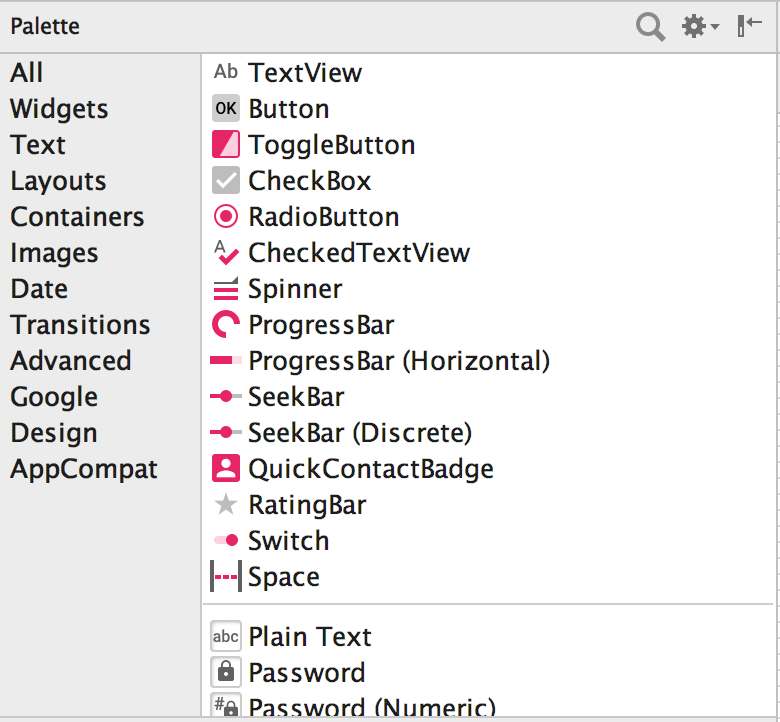 Palette
All
Widgets
Text
Layouts
Containers
Images
Date
Transitions
Advanced
Google
Design
AppCompat
Ab TextView
OK Button
ToggleButton
CheckBox
RadioButton
A CheckedTextView
Spinner
ProgressBar
ProgressBar (Horizontal)
SeekBar
SeekBar (Discrete)
QuickContactBadge
RatingBar
Switch
Space
abc Plain Text
Password
# Password (Numeric)